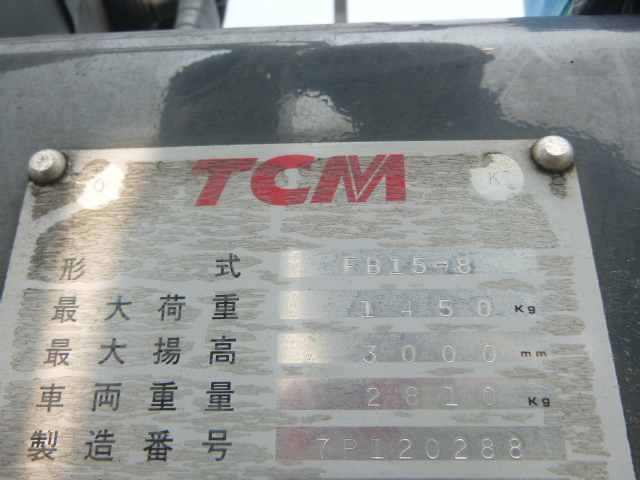 O TCM K
形式 FB15-8
最大荷重 1450 Kg
最大揚高 3000 mm
車両重量 2810 Kg
製造番号 7P120288